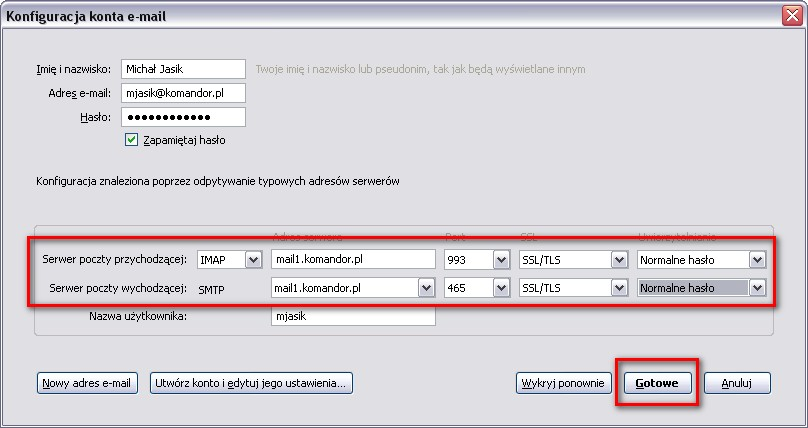 Konfiguracja konta e-mail
Imię i nazwisko: Michał Jasik Twoje imię i nazwisko lub pseudonim, tak jak będą wyświetlane innym
Adres e-mail: mjasik@komandor.pl
Hasło: ●●●●●●●●●●●●
Zapamiętaj hasło
Konfiguracja znaleziona poprzez odpytywanie typowych adresów serwerów
Adres serwera Port SSL Uwierzytelnianie
Serwer poczty przychodzącej: IMAP mail1.komandor.pl 993 SSL/TLS Normalne hasło
Serwer poczty wychodzącej: SMTP mail1.komandor.pl 465 SSL/TLS Normalne hasło
Nazwa użytkownika: mjasik
Nowy adres e-mail Utwórz konto i edytuj jego ustawienia... Wykryj ponownie Gotowe Anuluj